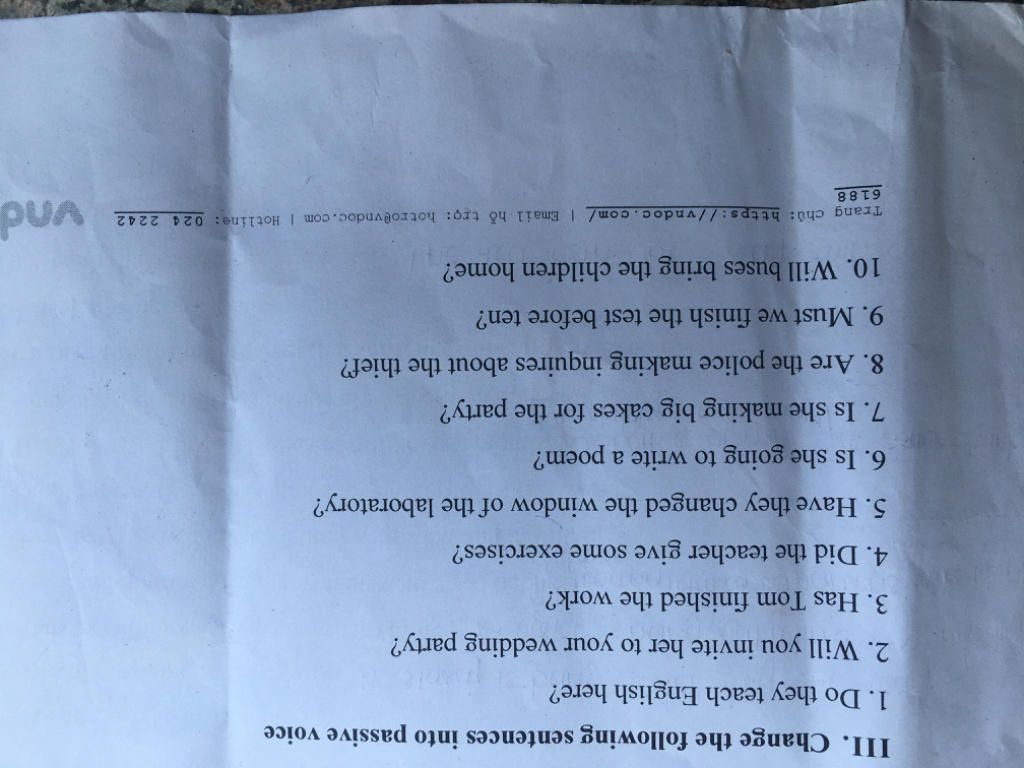 III. Change the following sentences into passive voice
1. Do they teach English here?
2. Will you invite her to your wedding party?
3. Has Tom finished the work?
4. Did the teacher give some exercises?
5. Have they changed the window of the laboratory?
6. Is she going to write a poem?
7. Is she making big cakes for the party?
8. Are the police making inquires about the thief?
9. Must we finish the test before ten?
10. Will buses bring the children home?
Trang chủ: https://vndoc.com/ | Email hỗ trợ: hotro@vndoc.com | Hotline: 024 2242
6188
vnd